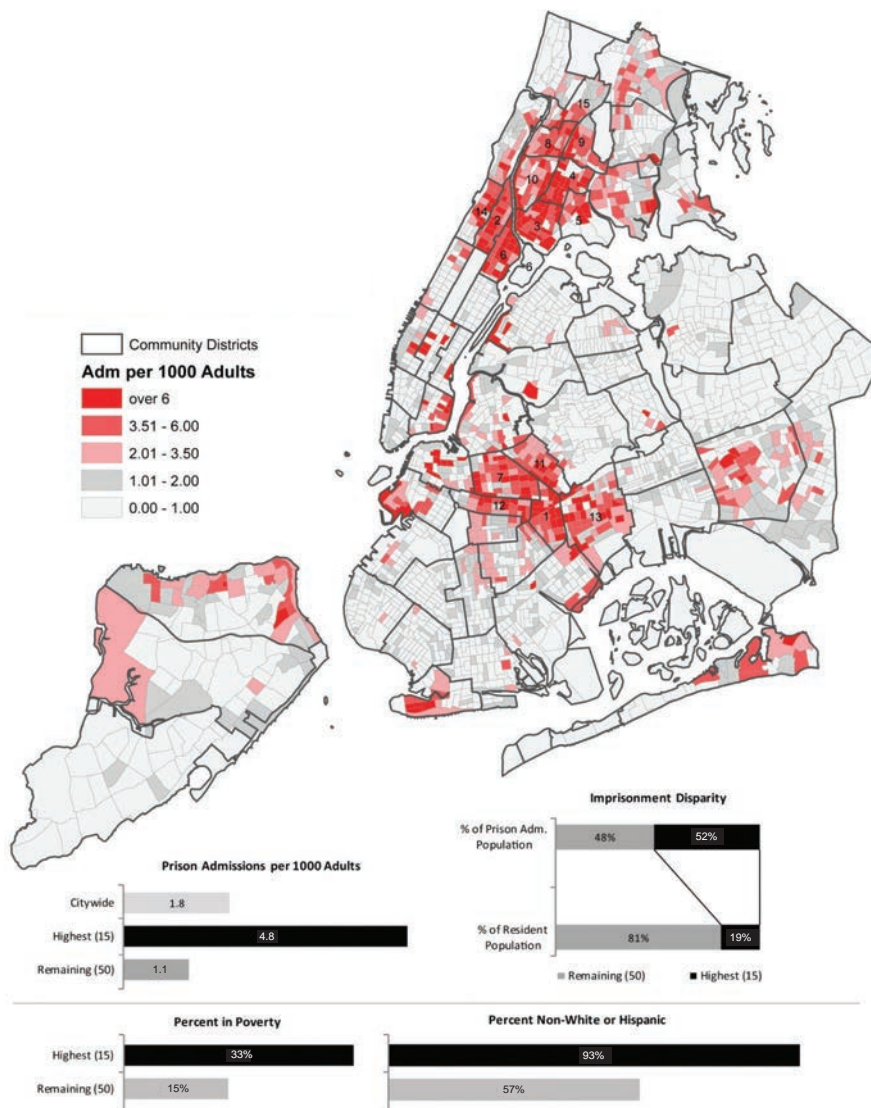 15
8
9
10
4
14
2
3
5
6
6
Community Districts
Adm per 1000 Adults
over 6
3.51 - 6.00
2.01 - 3.50
1.01 - 2.00
0.00 - 1.00
11
7
12
1
13
Imprisonment Disparity
% of Prison Adm. Population
48%
52%
% of Resident Population
81%
19%
Remaining (50)
Highest (15)
Prison Admissions per 1000 Adults
Citywide
1.8
Highest (15)
4.8
Remaining (50)
1.1
Percent in Poverty
Highest (15)
33%
Remaining (50)
15%
Percent Non-White or Hispanic
93%
57%